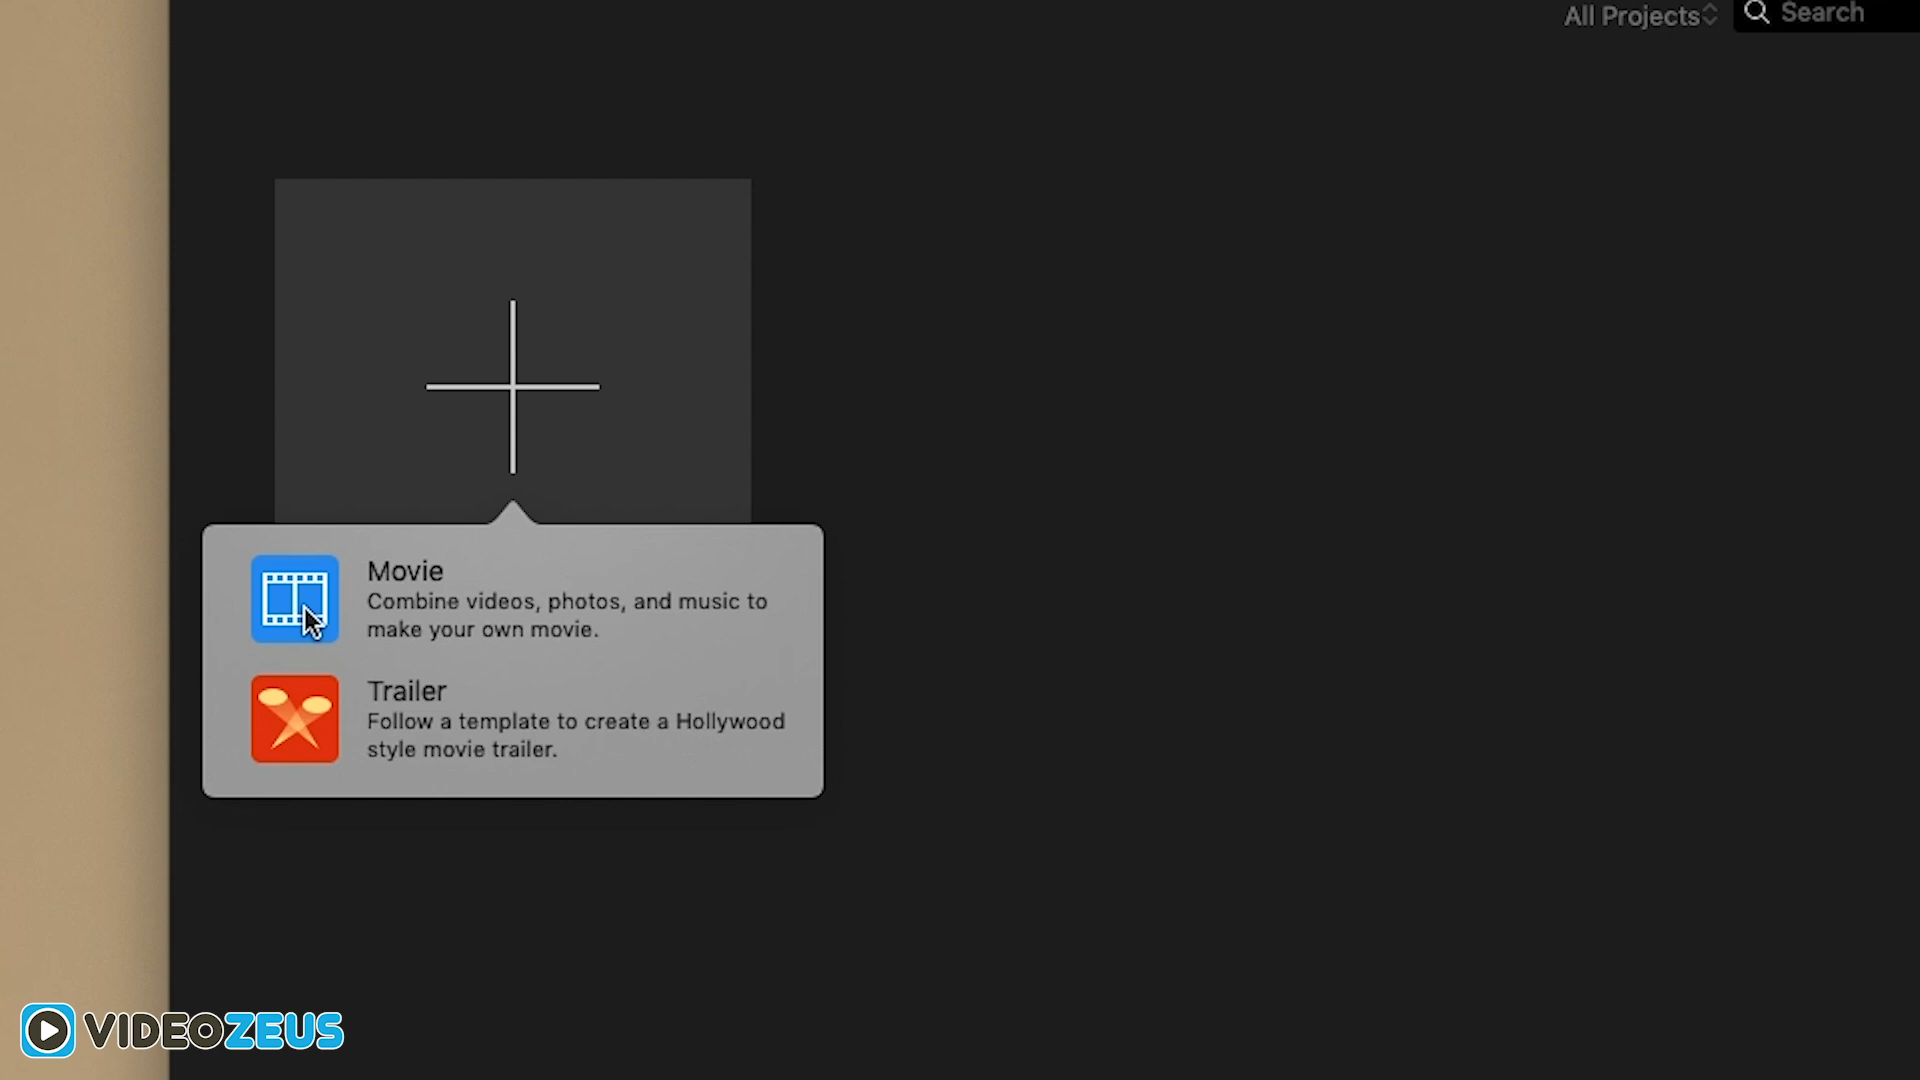 All Projects
Search
Movie
Combine videos, photos, and music to
make your own movie.
Trailer
Follow a template to create a Hollywood
style movie trailer.
VIDEOZEUS